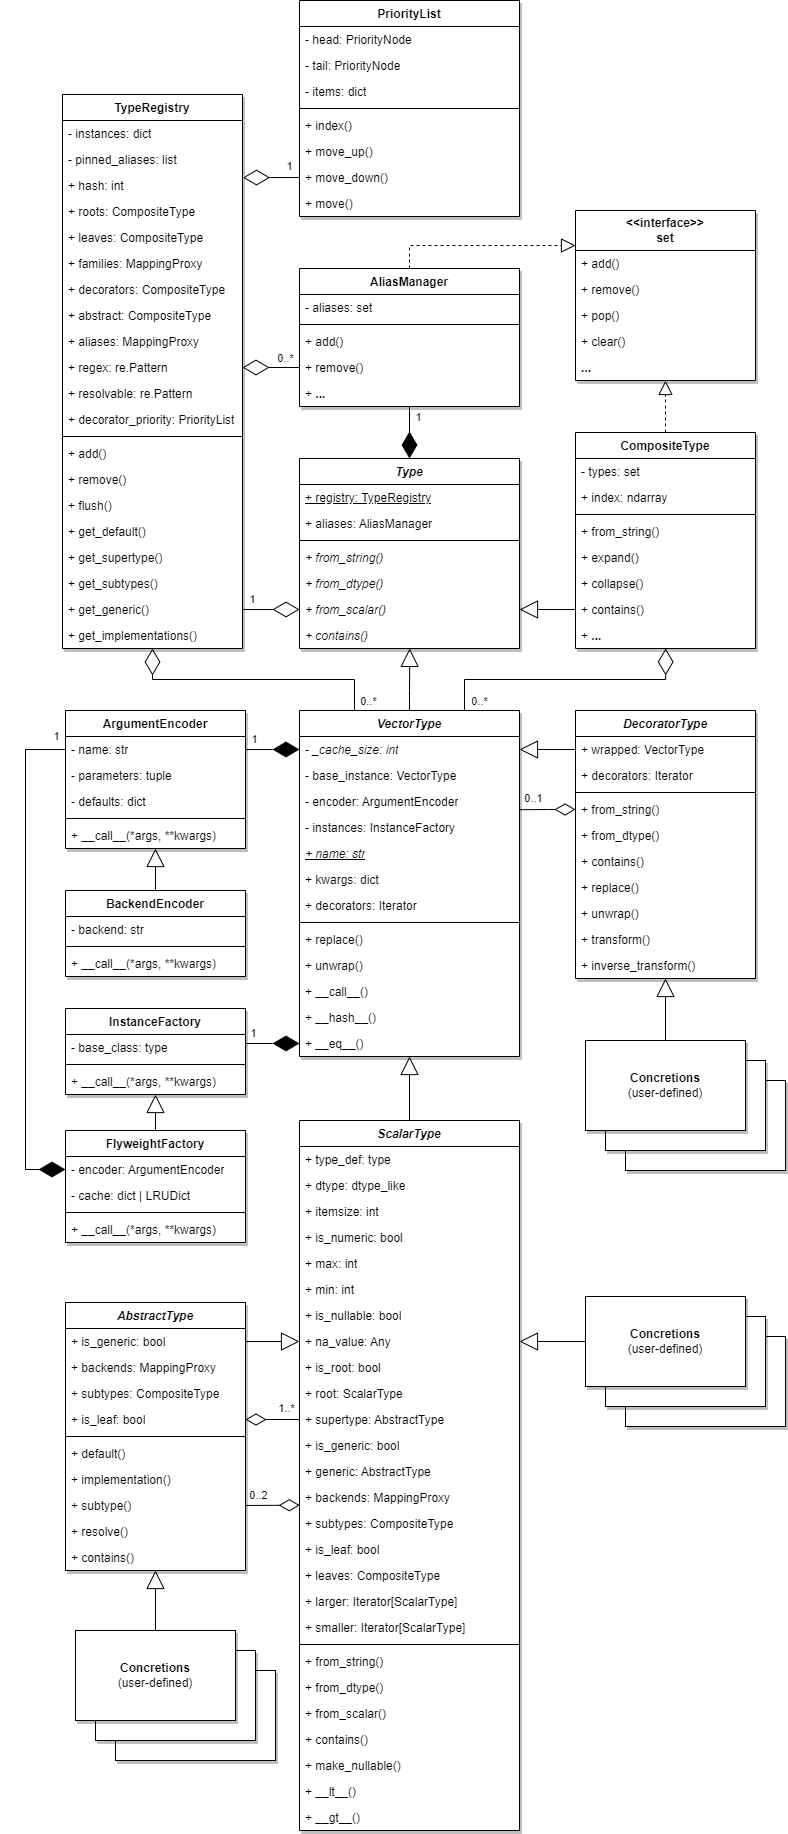 PriorityList
- head: PriorityNode
- tail: PriorityNode
- items: dict
+ index()
+ move_up()
+ move_down()
+ move()
TypeRegistry
- instances: dict
- pinned_aliases: list
+ hash: int
+ roots: CompositeType
+ leaves: CompositeType
+ families: MappingProxy
+ decorators: CompositeType
+ abstract: CompositeType
+ aliases: MappingProxy
+ regex: re.Pattern
+ resolvable: re.Pattern
+ decorator_priority: PriorityList
+ add()
+ remove()
+ flush()
+ get_default()
+ get_supertype()
+ get_subtypes()
+ get_generic()
+ get_implementations()
1
0..*
1
<<interface>>
set
+ add()
+ remove()
+ pop()
+ clear()
...
AliasManager
- aliases: set
+ add()
+ remove()
+ ...
1
Type
+ registry: TypeRegistry
+ aliases: AliasManager
+ from_string()
+ from_dtype()
+ from_scalar()
+ contains()
CompositeType
- types: set
+ index: ndarray
+ from_string()
+ expand()
+ collapse()
+ contains()
+ ...
0..*
0..*
ArgumentEncoder
- name: str
- parameters: tuple
- defaults: dict
+ __call__(*args, **kwargs)
1
1
VectorType
- _cache_size: int
- base_instance: VectorType
- encoder: ArgumentEncoder
- instances: InstanceFactory
+ name: str
+ kwargs: dict
+ decorators: Iterator
+ replace()
+ unwrap()
+ __call__()
+ __hash__()
+ __eq__()
0..1
DecoratorType
+ wrapped: VectorType
+ decorators: Iterator
+ from_string()
+ from_dtype()
+ contains()
+ replace()
+ unwrap()
+ transform()
+ inverse_transform()
BackendEncoder
- backend: str
+ __call__(*args, **kwargs)
InstanceFactory
- base_class: type
+ __call__(*args, **kwargs)
1
FlyweightFactory
- encoder: ArgumentEncoder
- cache: dict | LRUDict
+ __call__(*args, **kwargs)
Concretions
(user-defined)
ScalarType
+ type_def: type
+ dtype: dtype_like
+ itemsize: int
+ is_numeric: bool
+ max: int
+ min: int
+ is_nullable: bool
+ na_value: Any
+ is_root: bool
+ root: ScalarType
+ supertype: AbstractType
+ is_generic: bool
+ generic: AbstractType
+ backends: MappingProxy
+ subtypes: CompositeType
+ is_leaf: bool
+ leaves: CompositeType
+ larger: Iterator[ScalarType]
+ smaller: Iterator[ScalarType]
+ from_string()
+ from_dtype()
+ from_scalar()
+ contains()
+ make_nullable()
+ __lt__()
+ __gt__()
AbstractType
+ is_generic: bool
+ backends: MappingProxy
+ subtypes: CompositeType
+ is_leaf: bool
+ default()
+ implementation()
+ subtype()
+ resolve()
+ contains()
1..*
0..2
Concretions
(user-defined)
Concretions
(user-defined)